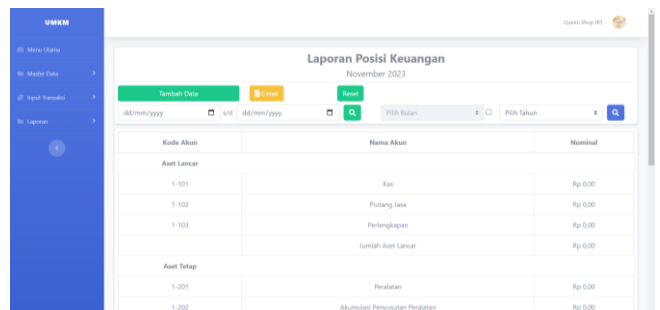 UMKM
Queen Shop JKT
Menu Utama
Master Data
Input Transaksi
Laporan
Laporan Posisi Keuangan
November 2023
Tambah Data Cetak Reset
dd/mm/yyyy s/d dd/mm/yyyy Pilih Bulan Pilih Tahun
Kode Akun Nama Akun Nominal
Aset Lancar
1-101 Kas Rp 0,00
1-102 Piutang Jasa Rp 0,00
1-103 Perlengkapan Rp 0,00
Jumlah Aset Lancar Rp 0,00
Aset Tetap
1-201 Peralatan Rp 0,00
1-202 Akumulasi Penyusutan Peralatan Rp 0,00